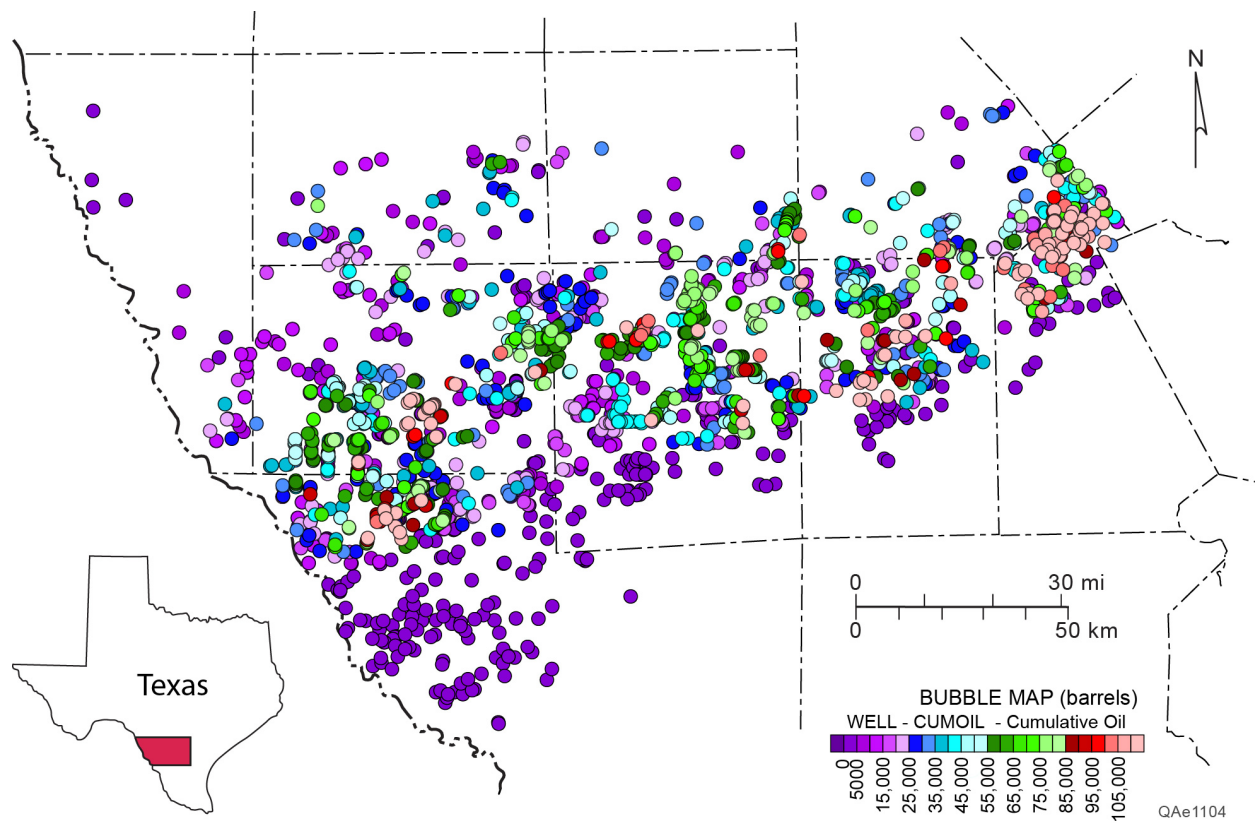 N
0 30 mi
0 50 km
Texas
BUBBLE MAP (barrels)
WELL - CUMOIL - Cumulative Oil
0
5000
15,000
25,000
35,000
45,000
55,000
65,000
75,000
85,000
95,000
105,000
QAe1104